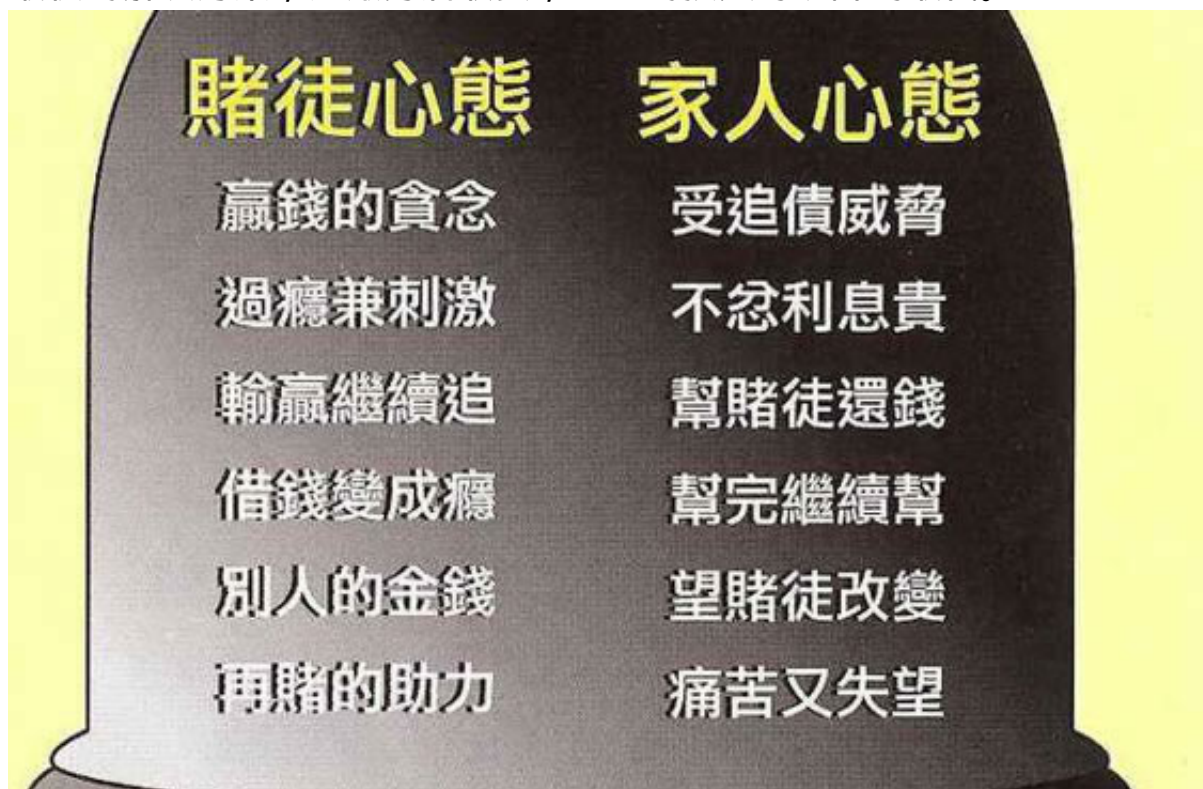 賭徒心態
贏錢的貪念
過癮兼刺激
輸贏繼續追
借錢變成癮
別人的金錢
再賭的助力
家人心態
受追債威脅
不忿利息貴
幫賭徒還錢
幫完繼續幫
望賭徒改變
痛苦又失望